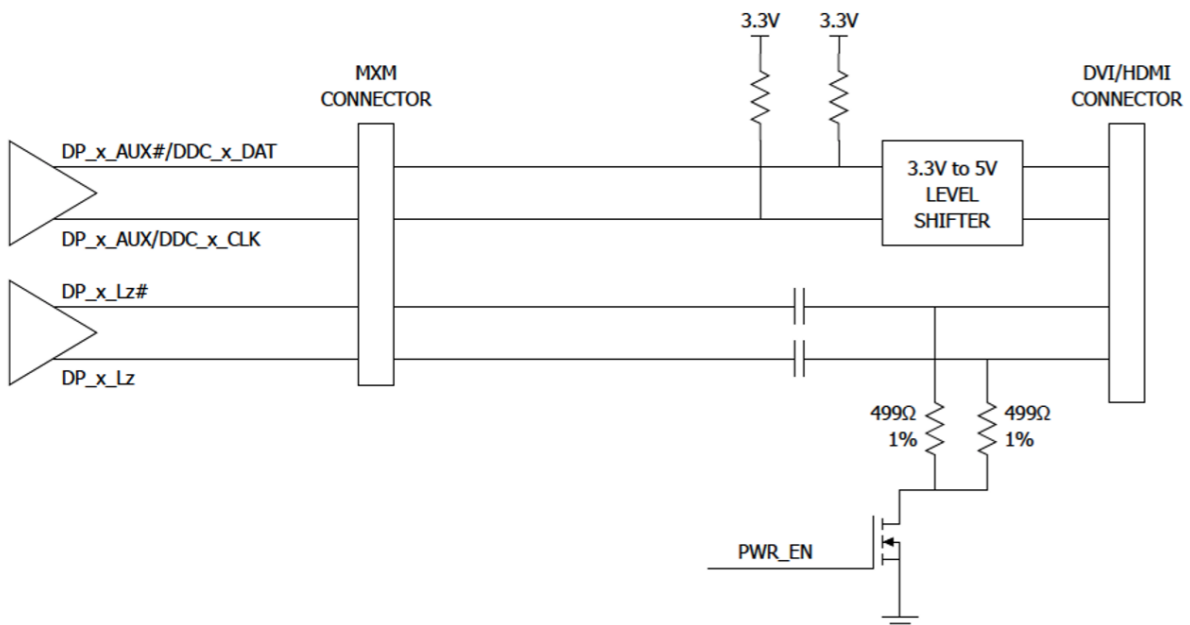 3.3V
3.3V
MXM
CONNECTOR
DVI/HDMI
CONNECTOR
DP_x_AUX#/DDC_x_DAT
3.3V to 5V
LEVEL
SHIFTER
DP_x_AUX/DDC_x_CLK
DP_x_Lz#
DP_x_Lz
499Ω
1%
499Ω
1%
PWR_EN